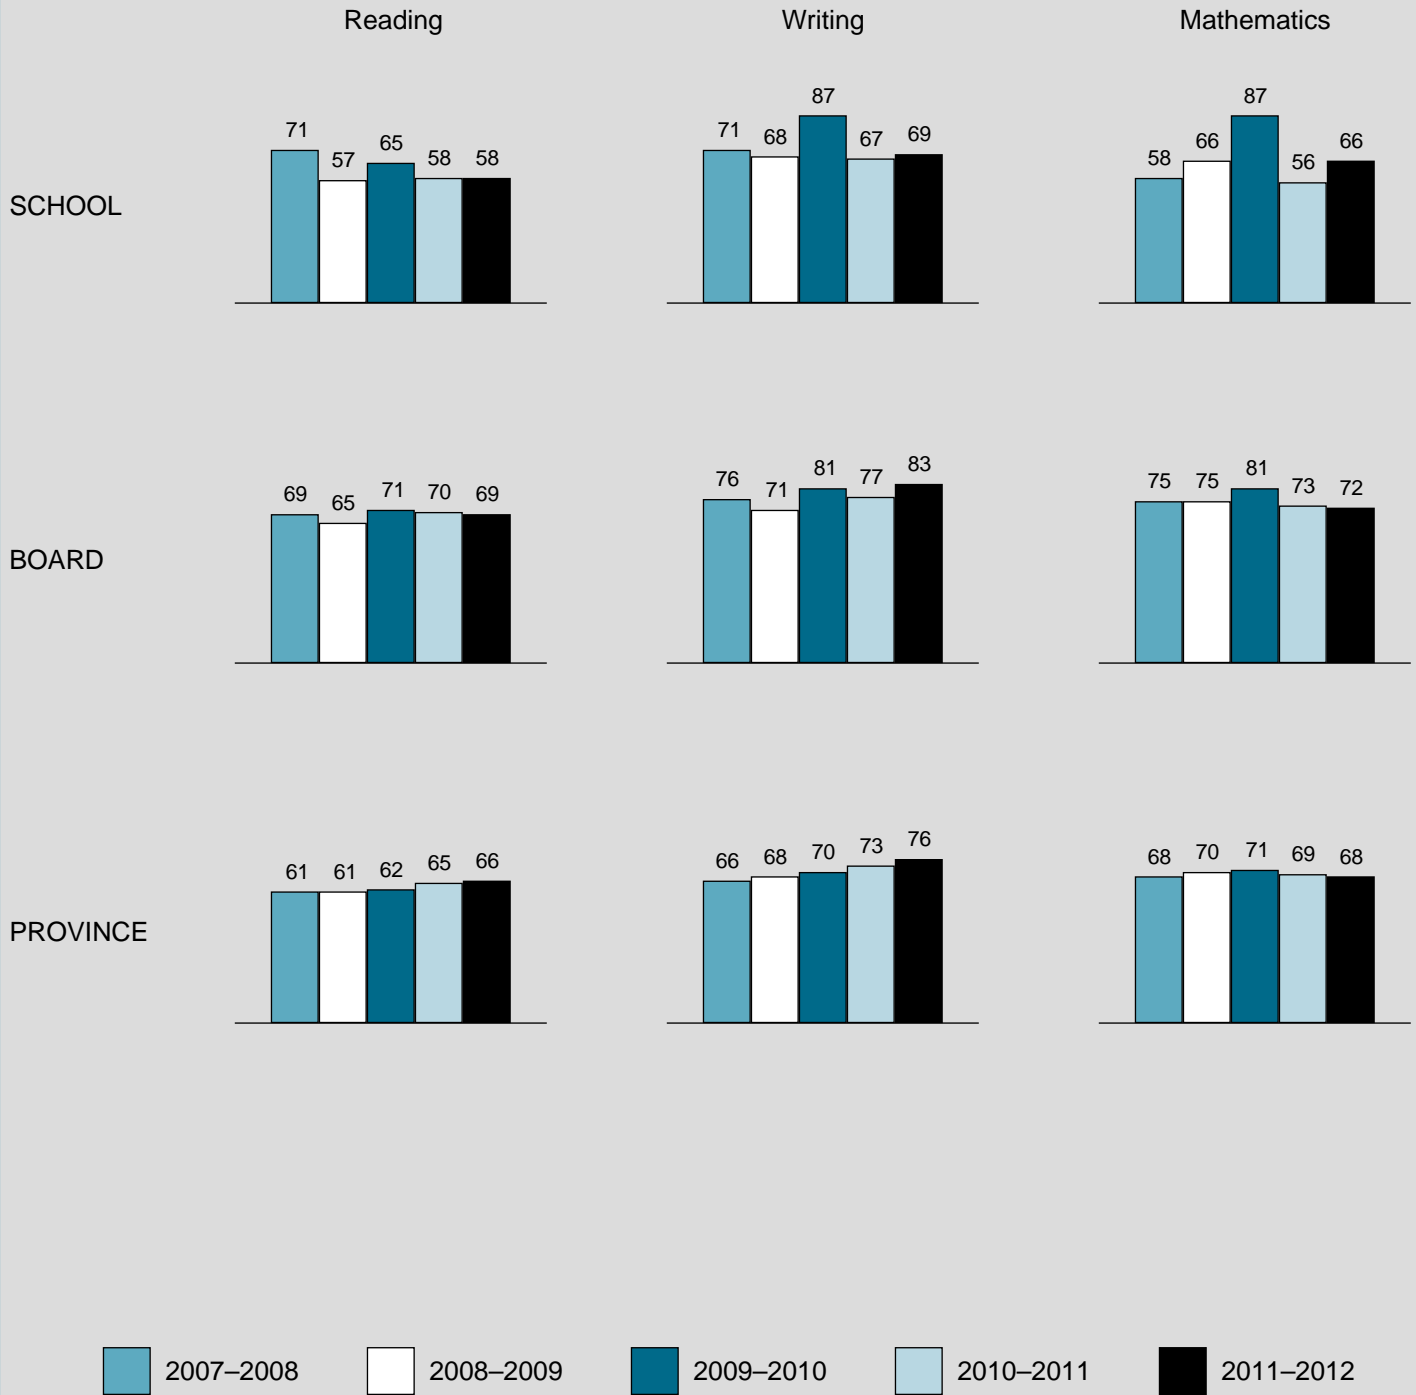 Reading Writing Mathematics
SCHOOL
71 57 65 58 58
71 68 87 67 69
58 66 87 56 66
BOARD
69 65 71 70 69
76 71 81 77 83
75 75 81 73 72
PROVINCE
61 61 62 65 66
66 68 70 73 76
68 70 71 69 68
2007–2008 2008–2009 2009–2010 2010–2011 2011–2012